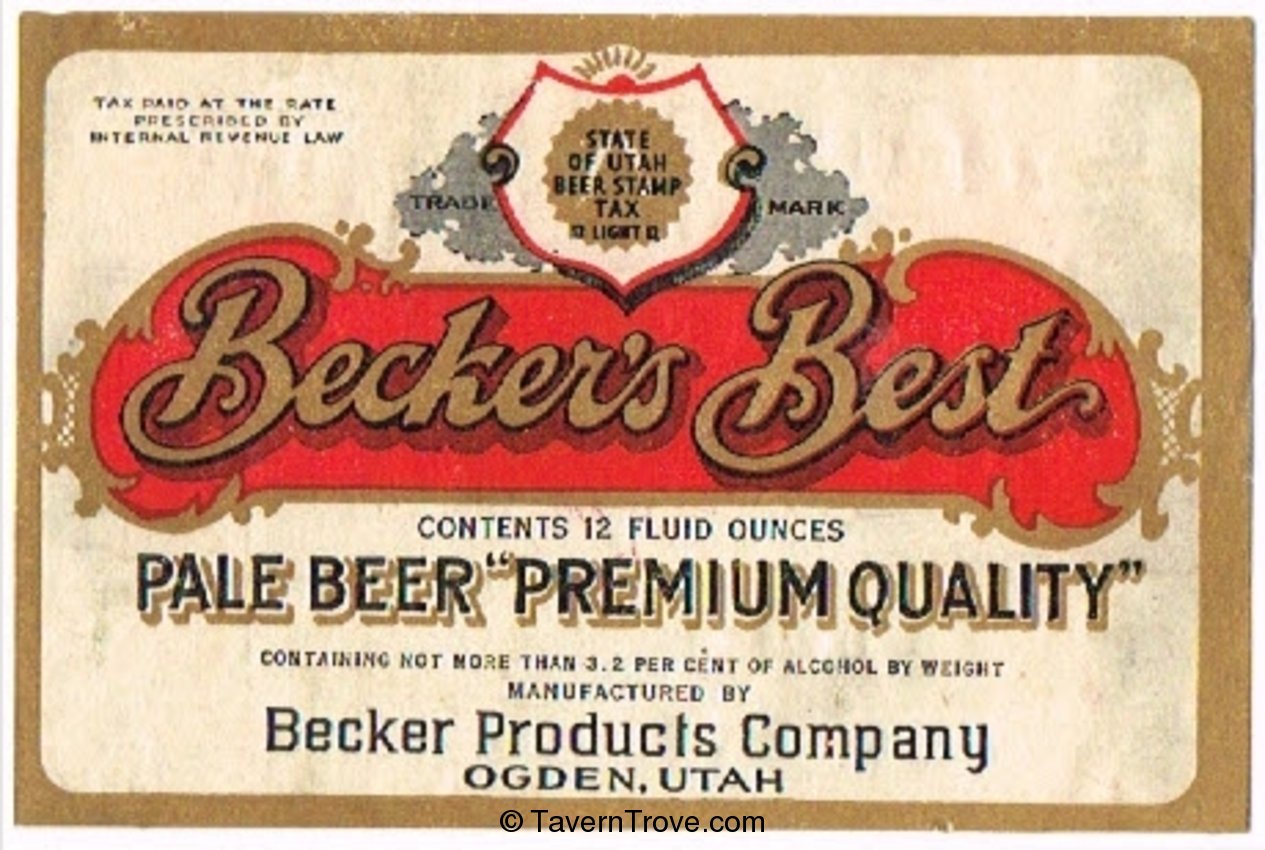 TAX PAID AT THE RATE
PRESCRIBED BY
INTERNAL REVENUE LAW
STATE
OF UTAH
BEER STAMP
TAX
12 LIGHT 12
TRADE MARK
Becker's Best
CONTENTS 12 FLUID OUNCES
PALE BEER "PREMIUM QUALITY"
CONTAINING NOT MORE THAN 3.2 PER CENT OF ALCOHOL BY WEIGHT
MANUFACTURED BY
Becker Products Company
OGDEN, UTAH
© TavernTrove.com